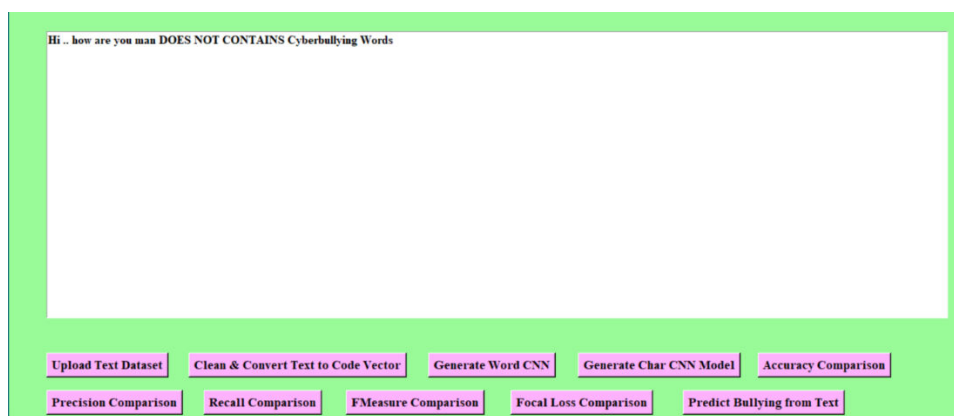 Hi .. how are you man DOES NOT CONTAINS Cyberbullying Words
Upload Text Dataset Clean & Convert Text to Code Vector Generate Word CNN Generate Char CNN Model Accuracy Comparison
Precision Comparison Recall Comparison FMeasure Comparison Focal Loss Comparison Predict Bullying from Text